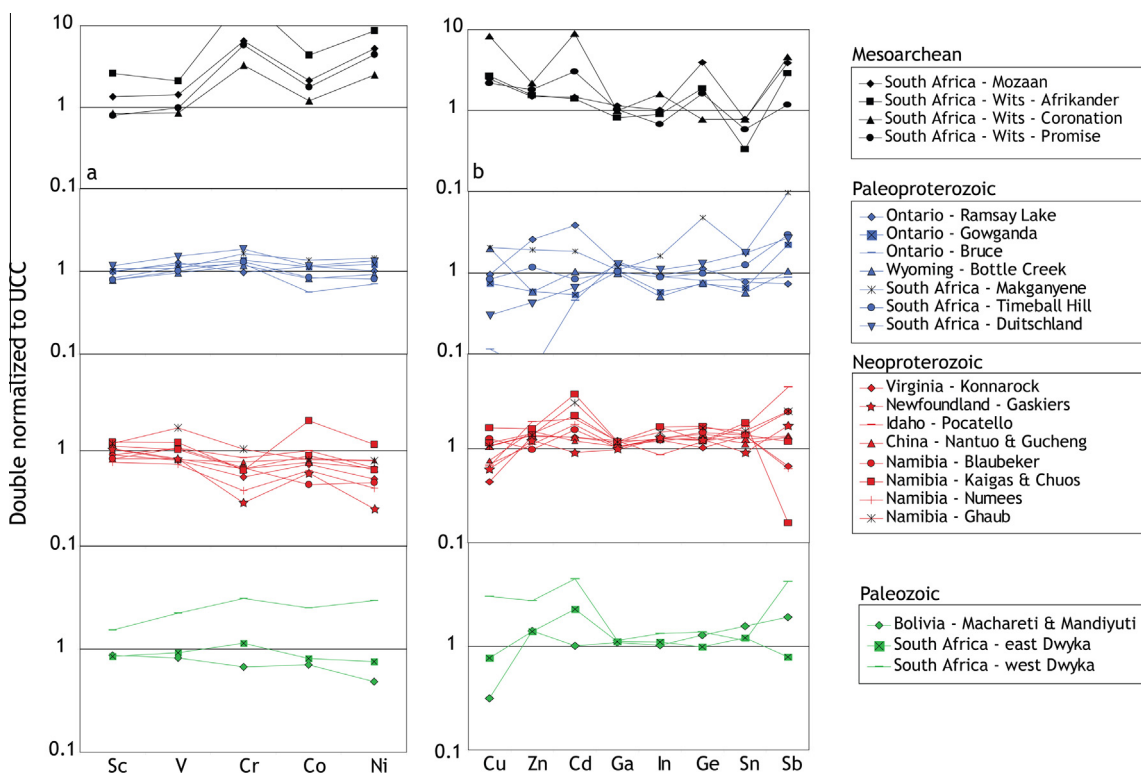 Double normalized to UCC
10
1
0.1
1
0.1
1
0.1
1
0.1
a
Sc V Cr Co Ni
10
1
0.1
1
0.1
1
0.1
1
0.1
b
Cu Zn Cd Ga In Ge Sn Sb
Mesoarchean
South Africa - Mozaan
South Africa - Wits - Afrikander
South Africa - Wits - Coronation
South Africa - Wits - Promise
Paleoproterozoic
Ontario - Ramsay Lake
Ontario - Gowganda
Ontario - Bruce
Wyoming - Bottle Creek
South Africa - Makganyene
South Africa - Timeball Hill
South Africa - Duitschland
Neoproterozoic
Virginia - Konnarock
Newfoundland - Gaskiers
Idaho - Pocatello
China - Nantuo & Gucheng
Namibia - Blaubeker
Namibia - Kaigas & Chuos
Namibia - Numees
Namibia - Ghaub
Paleozoic
Bolivia - Machareti & Mandiyuti
South Africa - east Dwyka
South Africa - west Dwyka